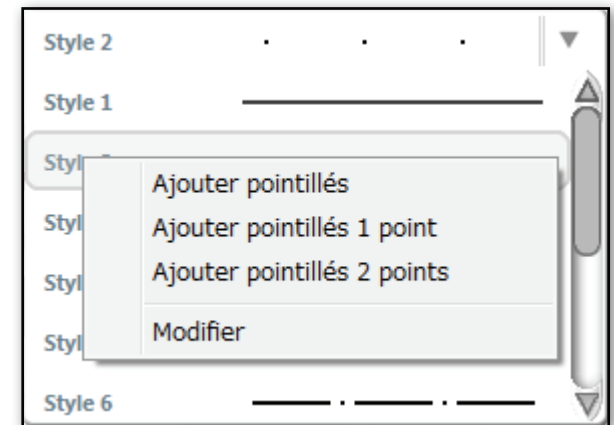 Style 2
Style 1
Ajouter pointillés
Ajouter pointillés 1 point
Ajouter pointillés 2 points
Modifier
Style 6